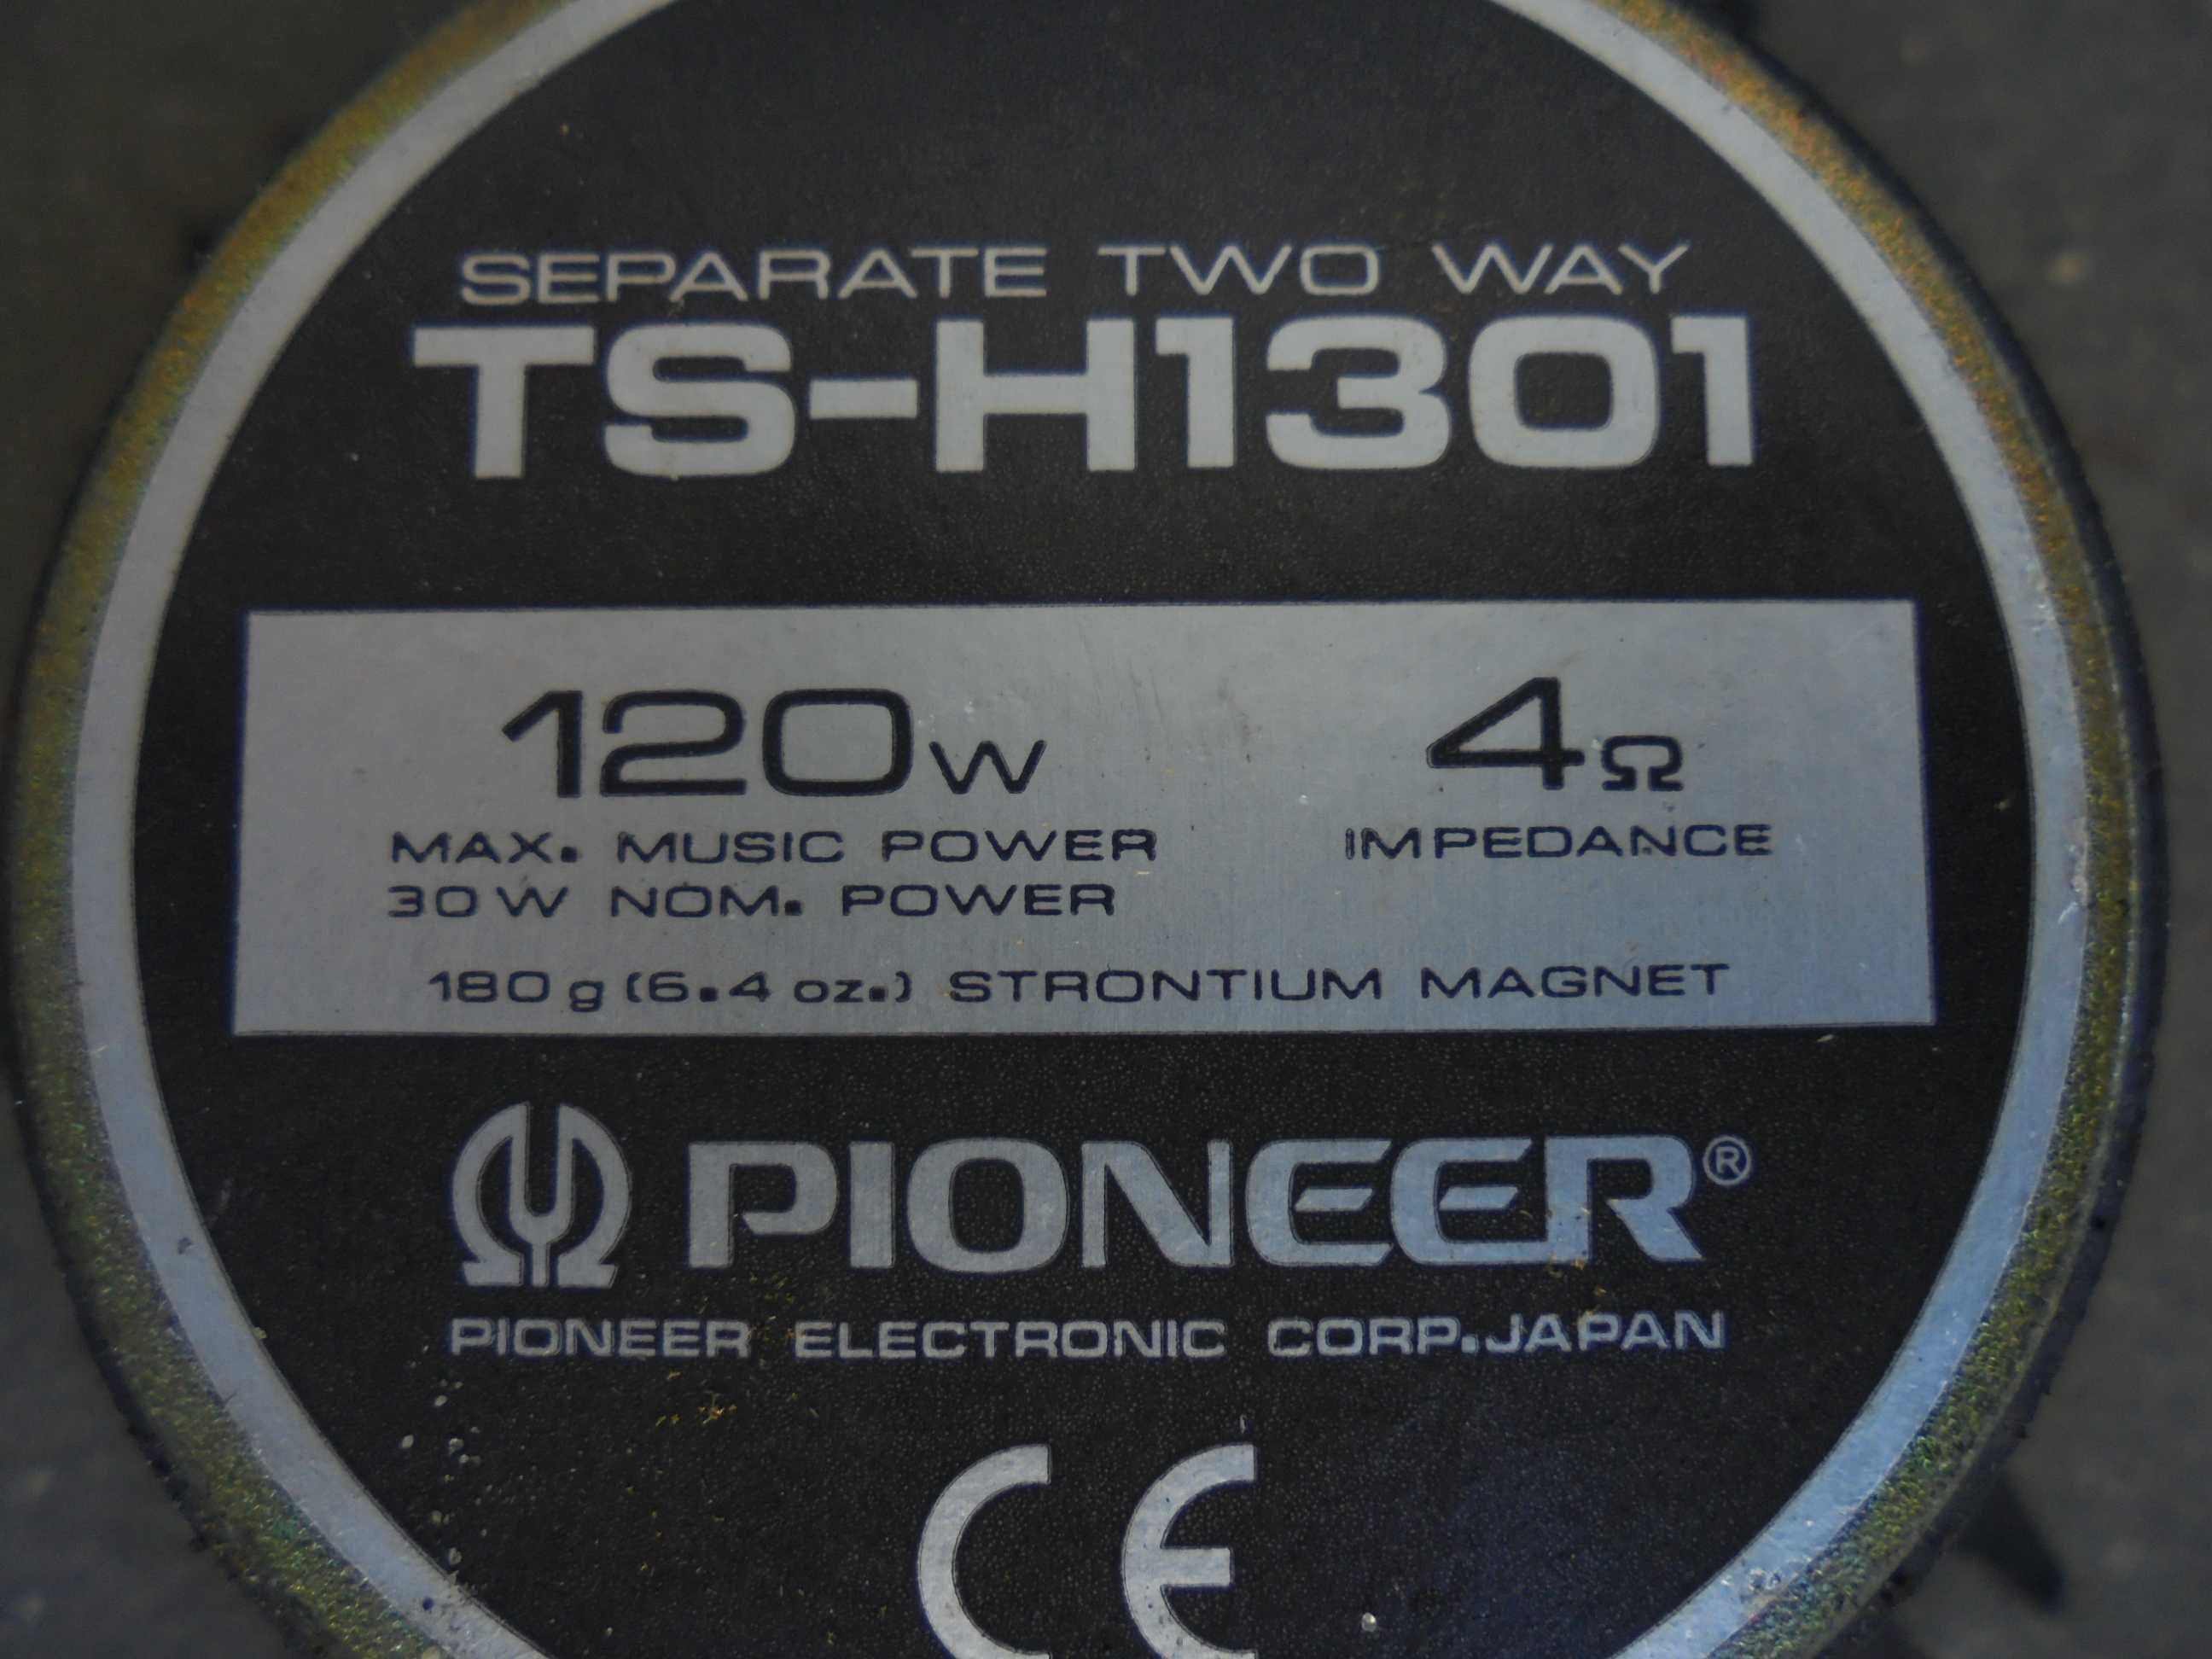 SEPARATE TWO WAY
TS-H1301
120W
4Ω
MAX. MUSIC POWER
IMPEDANCE
30W NOM. POWER
180g (6.4 oz.) STRONTIUM MAGNET
PIONEER®
PIONEER ELECTRONIC CORP.JAPAN
CE